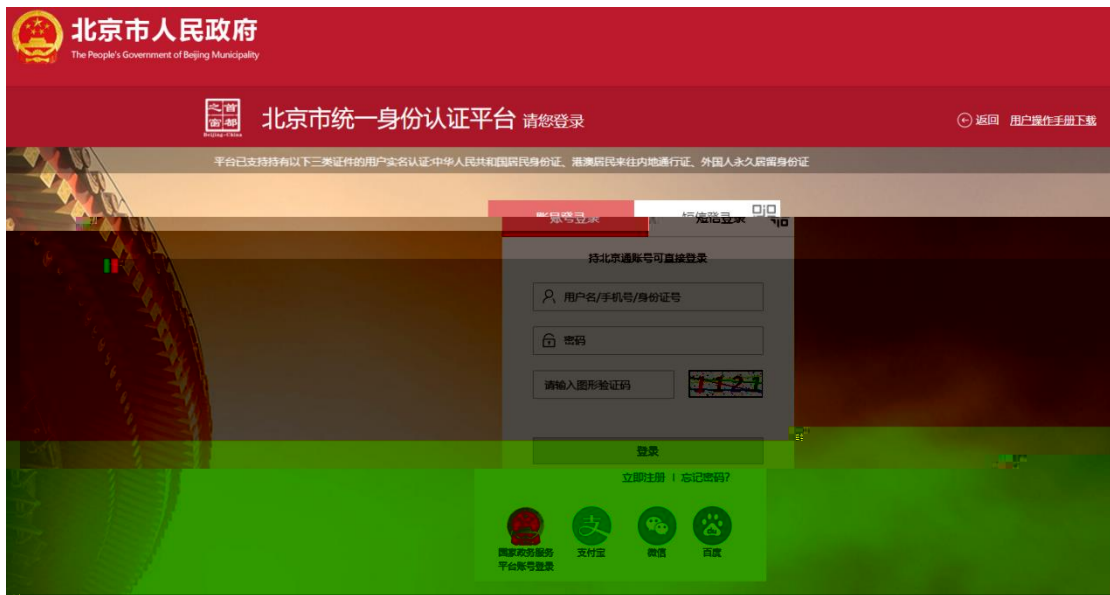 北京市人民政府
The People's Government of Beijing Municipality
首都之窗
Beijing-China
北京市统一身份认证平台 请您登录
返回 用户操作手册下载
平台已支持持有以下三类证件的用户实名认证:中华人民共和国居民身份证、港澳居民来往内地通行证、外国人永久居留身份证
账号登录 短信登录
持北京通账号可直接登录
用户名/手机号/身份证号
密码
请输入图形验证码
登录
立即注册 | 忘记密码?
国家政务服务
平台账号登录
支付宝
微信
百度